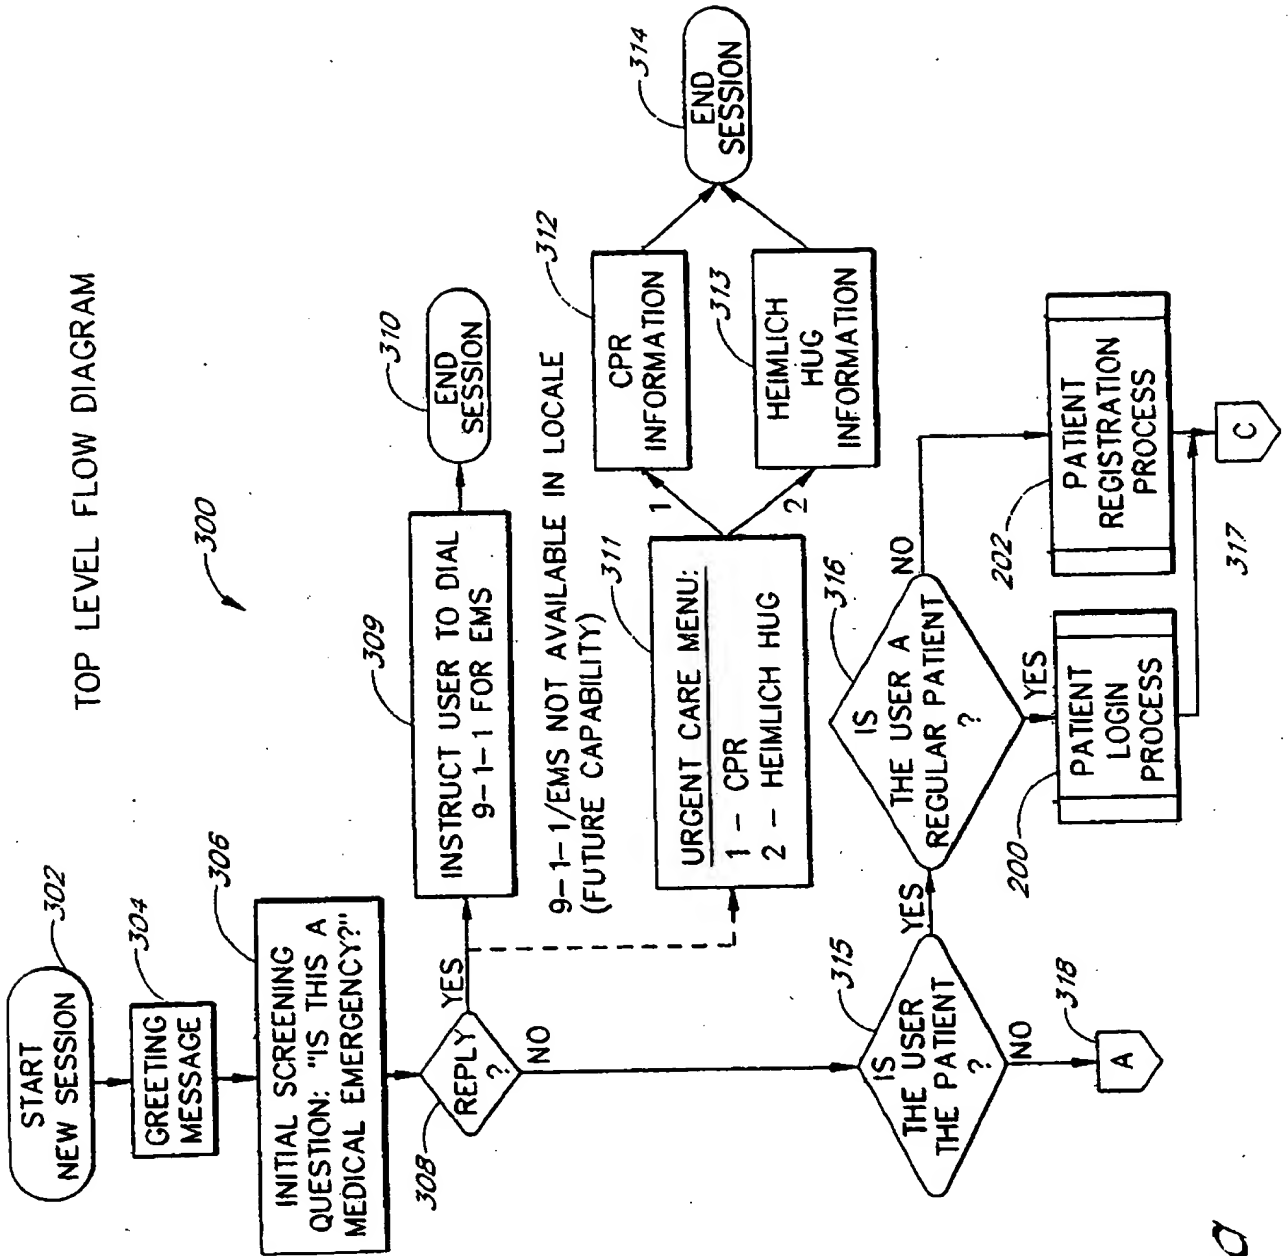 TOP LEVEL FLOW DIAGRAM
300
START
NEW SESSION
302
GREETING
MESSAGE
304
INITIAL SCREENING
QUESTION: "IS THIS A
MEDICAL EMERGENCY?"
306
REPLY
?
308
YES
NO
INSTRUCT USER TO DIAL
9-1-1 FOR EMS
309
END
SESSION
310
9-1-1/EMS NOT AVAILABLE IN LOCALE
(FUTURE CAPABILITY)
URGENT CARE MENU:
1 - CPR
2 - HEIMLICH HUG
311
1
2
CPR
INFORMATION
312
HEIMLICH
HUG
INFORMATION
313
END
SESSION
314
IS
THE USER
THE PATIENT
?
315
YES
NO
A
318
IS
THE USER A
REGULAR PATIENT
?
316
YES
NO
PATIENT
LOGIN
PROCESS
200
PATIENT
REGISTRATION
PROCESS
202
317
C